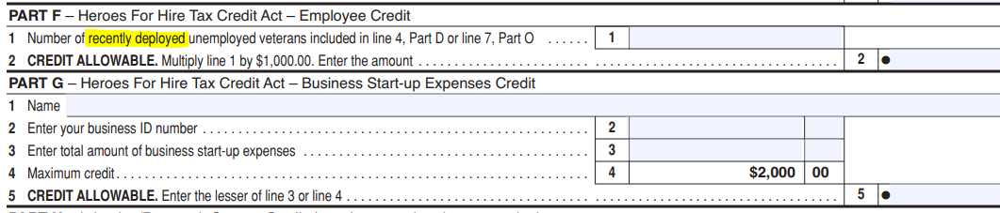 PART F – Heroes For Hire Tax Credit Act – Employee Credit
1 Number of recently deployed unemployed veterans included in line 4, Part D or line 7, Part O ...... 1
2 CREDIT ALLOWABLE. Multiply line 1 by $1,000.00. Enter the amount ........................................................ 2 ●
PART G – Heroes For Hire Tax Credit Act – Business Start-up Expenses Credit
1 Name
2 Enter your business ID number ........................................................ 2
3 Enter total amount of business start-up expenses ........................................ 3
4 Maximum credit .................................................................... 4 $2,000 00
5 CREDIT ALLOWABLE. Enter the lesser of line 3 or line 4 .................................................................... 5 ●